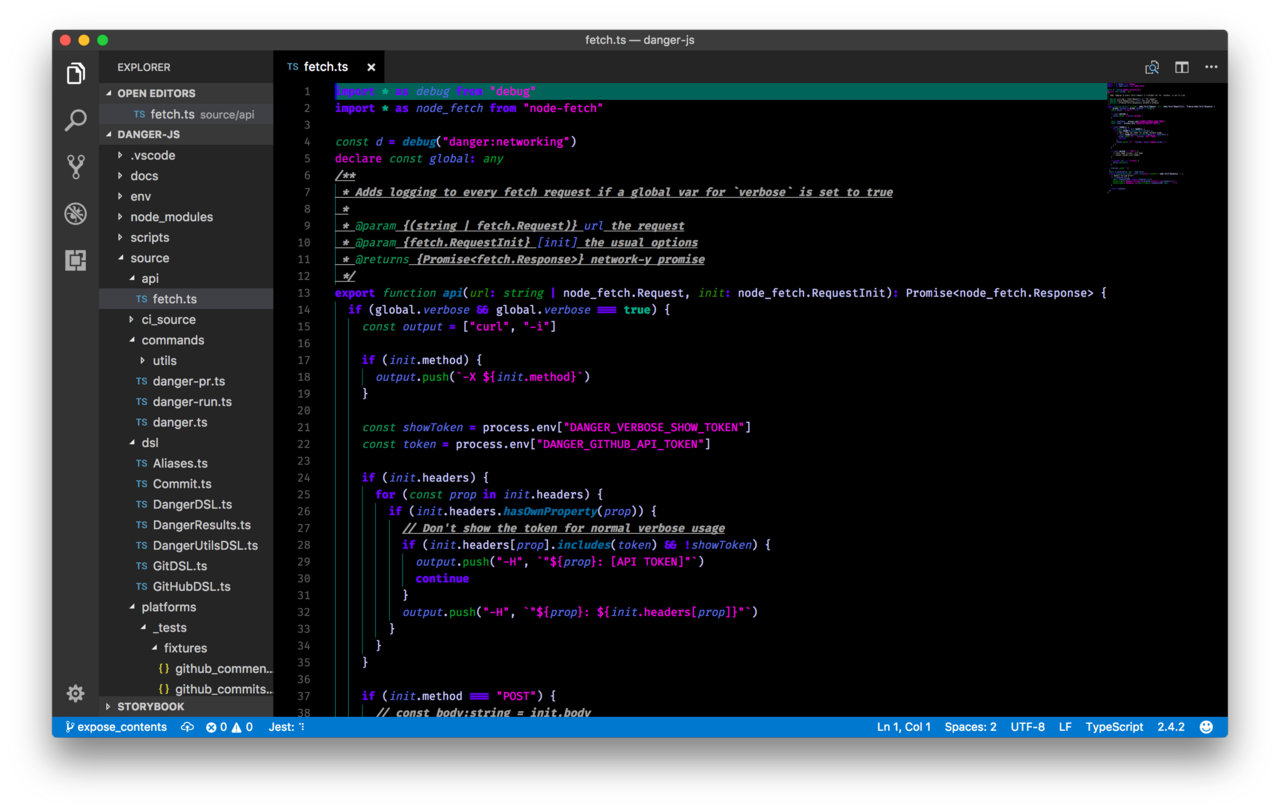 fetch.ts — danger-js
EXPLORER
OPEN EDITORS
TS fetch.ts source/api
DANGER-JS
.vscode
docs
env
node_modules
scripts
source
api
TS fetch.ts
ci_source
commands
utils
TS danger-pr.ts
TS danger-run.ts
TS danger.ts
dsl
TS Aliases.ts
TS Commit.ts
TS DangerDSL.ts
TS DangerResults.ts
TS DangerUtilsDSL.ts
TS GitDSL.ts
TS GitHubDSL.ts
platforms
_tests
fixtures
{} github_commen...
{} github_commits...
STORYBOOK
TS fetch.ts ×
1 import * as debug from "debug"
2 import * as node_fetch from "node-fetch"
3
4 const d = debug("danger:networking")
5 declare const global: any
6 /**
7 * Adds logging to every fetch request if a global var for `verbose` is set to true
8 *
9 * @param {(string | fetch.Request)} url the request
10 * @param {fetch.RequestInit} [init] the usual options
11 * @returns {Promise<fetch.Response>} network-y promise
12 */
13 export function api(url: string | node_fetch.Request, init: node_fetch.RequestInit): Promise<node_fetch.Response> {
14 if (global.verbose && global.verbose === true) {
15 const output = ["curl", "-i"]
16
17 if (init.method) {
18 output.push(`-X ${init.method}`)
19 }
20
21 const showToken = process.env["DANGER_VERBOSE_SHOW_TOKEN"]
22 const token = process.env["DANGER_GITHUB_API_TOKEN"]
23
24 if (init.headers) {
25 for (const prop in init.headers) {
26 if (init.headers.hasOwnProperty(prop)) {
27 // Don't show the token for normal verbose usage
28 if (init.headers[prop].includes(token) && !showToken) {
29 output.push("-H", `"${prop}: [API TOKEN]"`)
30 continue
31 }
32 output.push("-H", `"${prop}: ${init.headers[prop]}"`)
33 }
34 }
35 }
36
37 if (init.method === "POST") {
38 // const body:string = init.body
expose_contents 0 0 Jest: Ln 1, Col 1 Spaces: 2 UTF-8 LF TypeScript 2.4.2